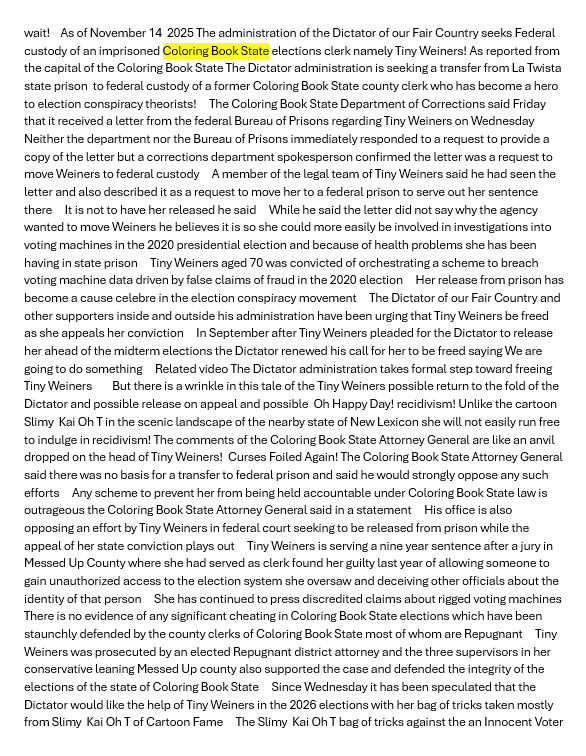 wait!   As of November 14  2025 The administration of the Dictator of our Fair Country seeks Federal
custody of an imprisoned Coloring Book State elections clerk namely Tiny Weiners! As reported from
the capital of the Coloring Book State The Dictator administration is seeking a transfer from La Twista
state prison  to federal custody of a former Coloring Book State county clerk who has become a hero
to election conspiracy theorists!    The Coloring Book State Department of Corrections said Friday
that it received a letter from the federal Bureau of Prisons regarding Tiny Weiners on Wednesday
Neither the department nor the Bureau of Prisons immediately responded to a request to provide a
copy of the letter but a corrections department spokesperson confirmed the letter was a request to
move Weiners to federal custody    A member of the legal team of Tiny Weiners said he had seen the
letter and also described it as a request to move her to a federal prison to serve out her sentence
there    It is not to have her released he said    While he said the letter did not say why the agency
wanted to move Weiners he believes it is so she could more easily be involved in investigations into
voting machines in the 2020 presidential election and because of health problems she has been
having in state prison    Tiny Weiners aged 70 was convicted of orchestrating a scheme to breach
voting machine data driven by false claims of fraud in the 2020 election    Her release from prison has
become a cause celebre in the election conspiracy movement    The Dictator of our Fair Country and
other supporters inside and outside his administration have been urging that Tiny Weiners be freed
as she appeals her conviction    In September after Tiny Weiners pleaded for the Dictator to release
her ahead of the midterm elections the Dictator renewed his call for her to be freed saying We are
going to do something    Related video The Dictator administration takes formal step toward freeing
Tiny Weiners      But there is a wrinkle in this tale of the Tiny Weiners possible return to the fold of the
Dictator and possible release on appeal and possible  Oh Happy Day! recidivism! Unlike the cartoon
Slimy  Kai Oh T in the scenic landscape of the nearby state of New Lexicon she will not easily run free
to indulge in recidivism! The comments of the Coloring Book State Attorney General are like an anvil
dropped on the head of Tiny Weiners!  Curses Foiled Again! The Coloring Book State Attorney General
said there was no basis for a transfer to federal prison and said he would strongly oppose any such
efforts    Any scheme to prevent her from being held accountable under Coloring Book State law is
outrageous the Coloring Book State Attorney General said in a statement    His office is also
opposing an effort by Tiny Weiners in federal court seeking to be released from prison while the
appeal of her state conviction plays out    Tiny Weiners is serving a nine year sentence after a jury in
Messed Up County where she had served as clerk found her guilty last year of allowing someone to
gain unauthorized access to the election system she oversaw and deceiving other officials about the
identity of that person    She has continued to press discredited claims about rigged voting machines
There is no evidence of any significant cheating in Coloring Book State elections which have been
staunchly defended by the county clerks of Coloring Book State most of whom are Repugnant    Tiny
Weiners was prosecuted by an elected Repugnant district attorney and the three supervisors in her
conservative leaning Messed Up county also supported the case and defended the integrity of the
elections of the state of Coloring Book State    Since Wednesday it has been speculated that the
Dictator would like the help of Tiny Weiners in the 2026 elections with her bag of tricks taken mostly
from Slimy  Kai Oh T of Cartoon Fame    The Slimy  Kai Oh T bag of tricks against the an Innocent Voter